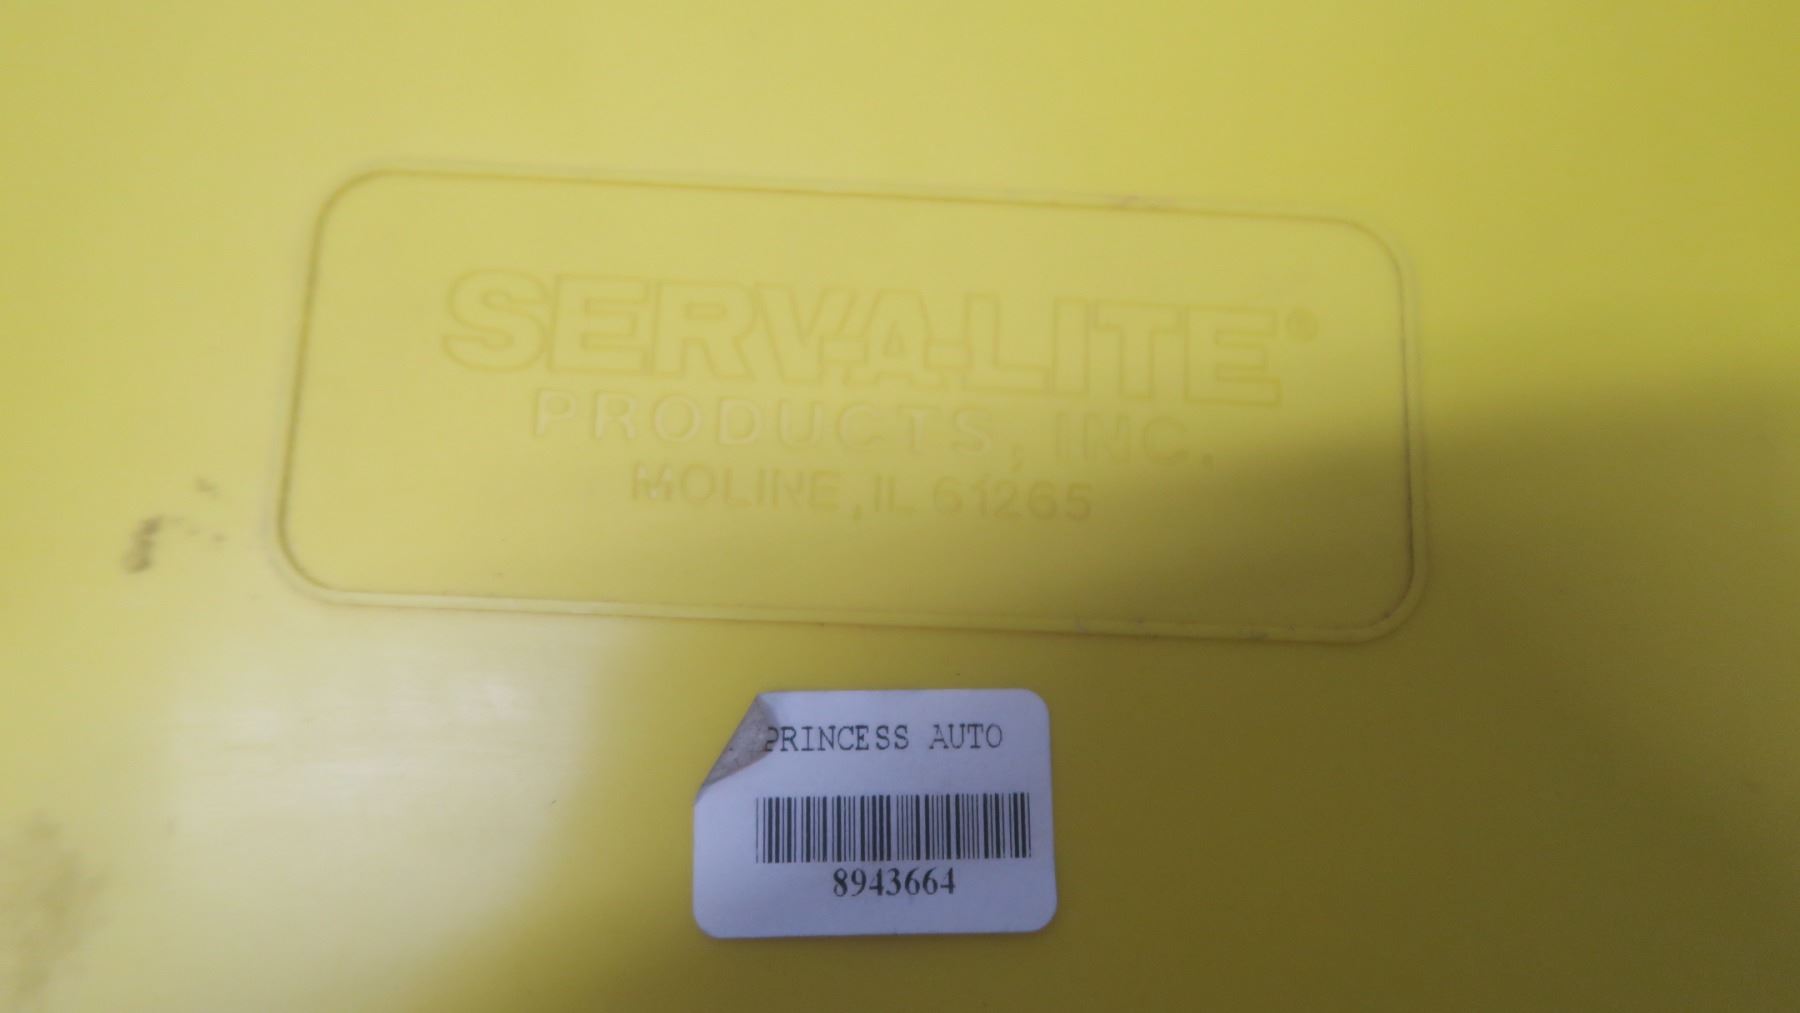 SERV-A-LITE®
PRODUCTS, INC.
MOLINE, IL 61265
PRINCESS AUTO
8943664